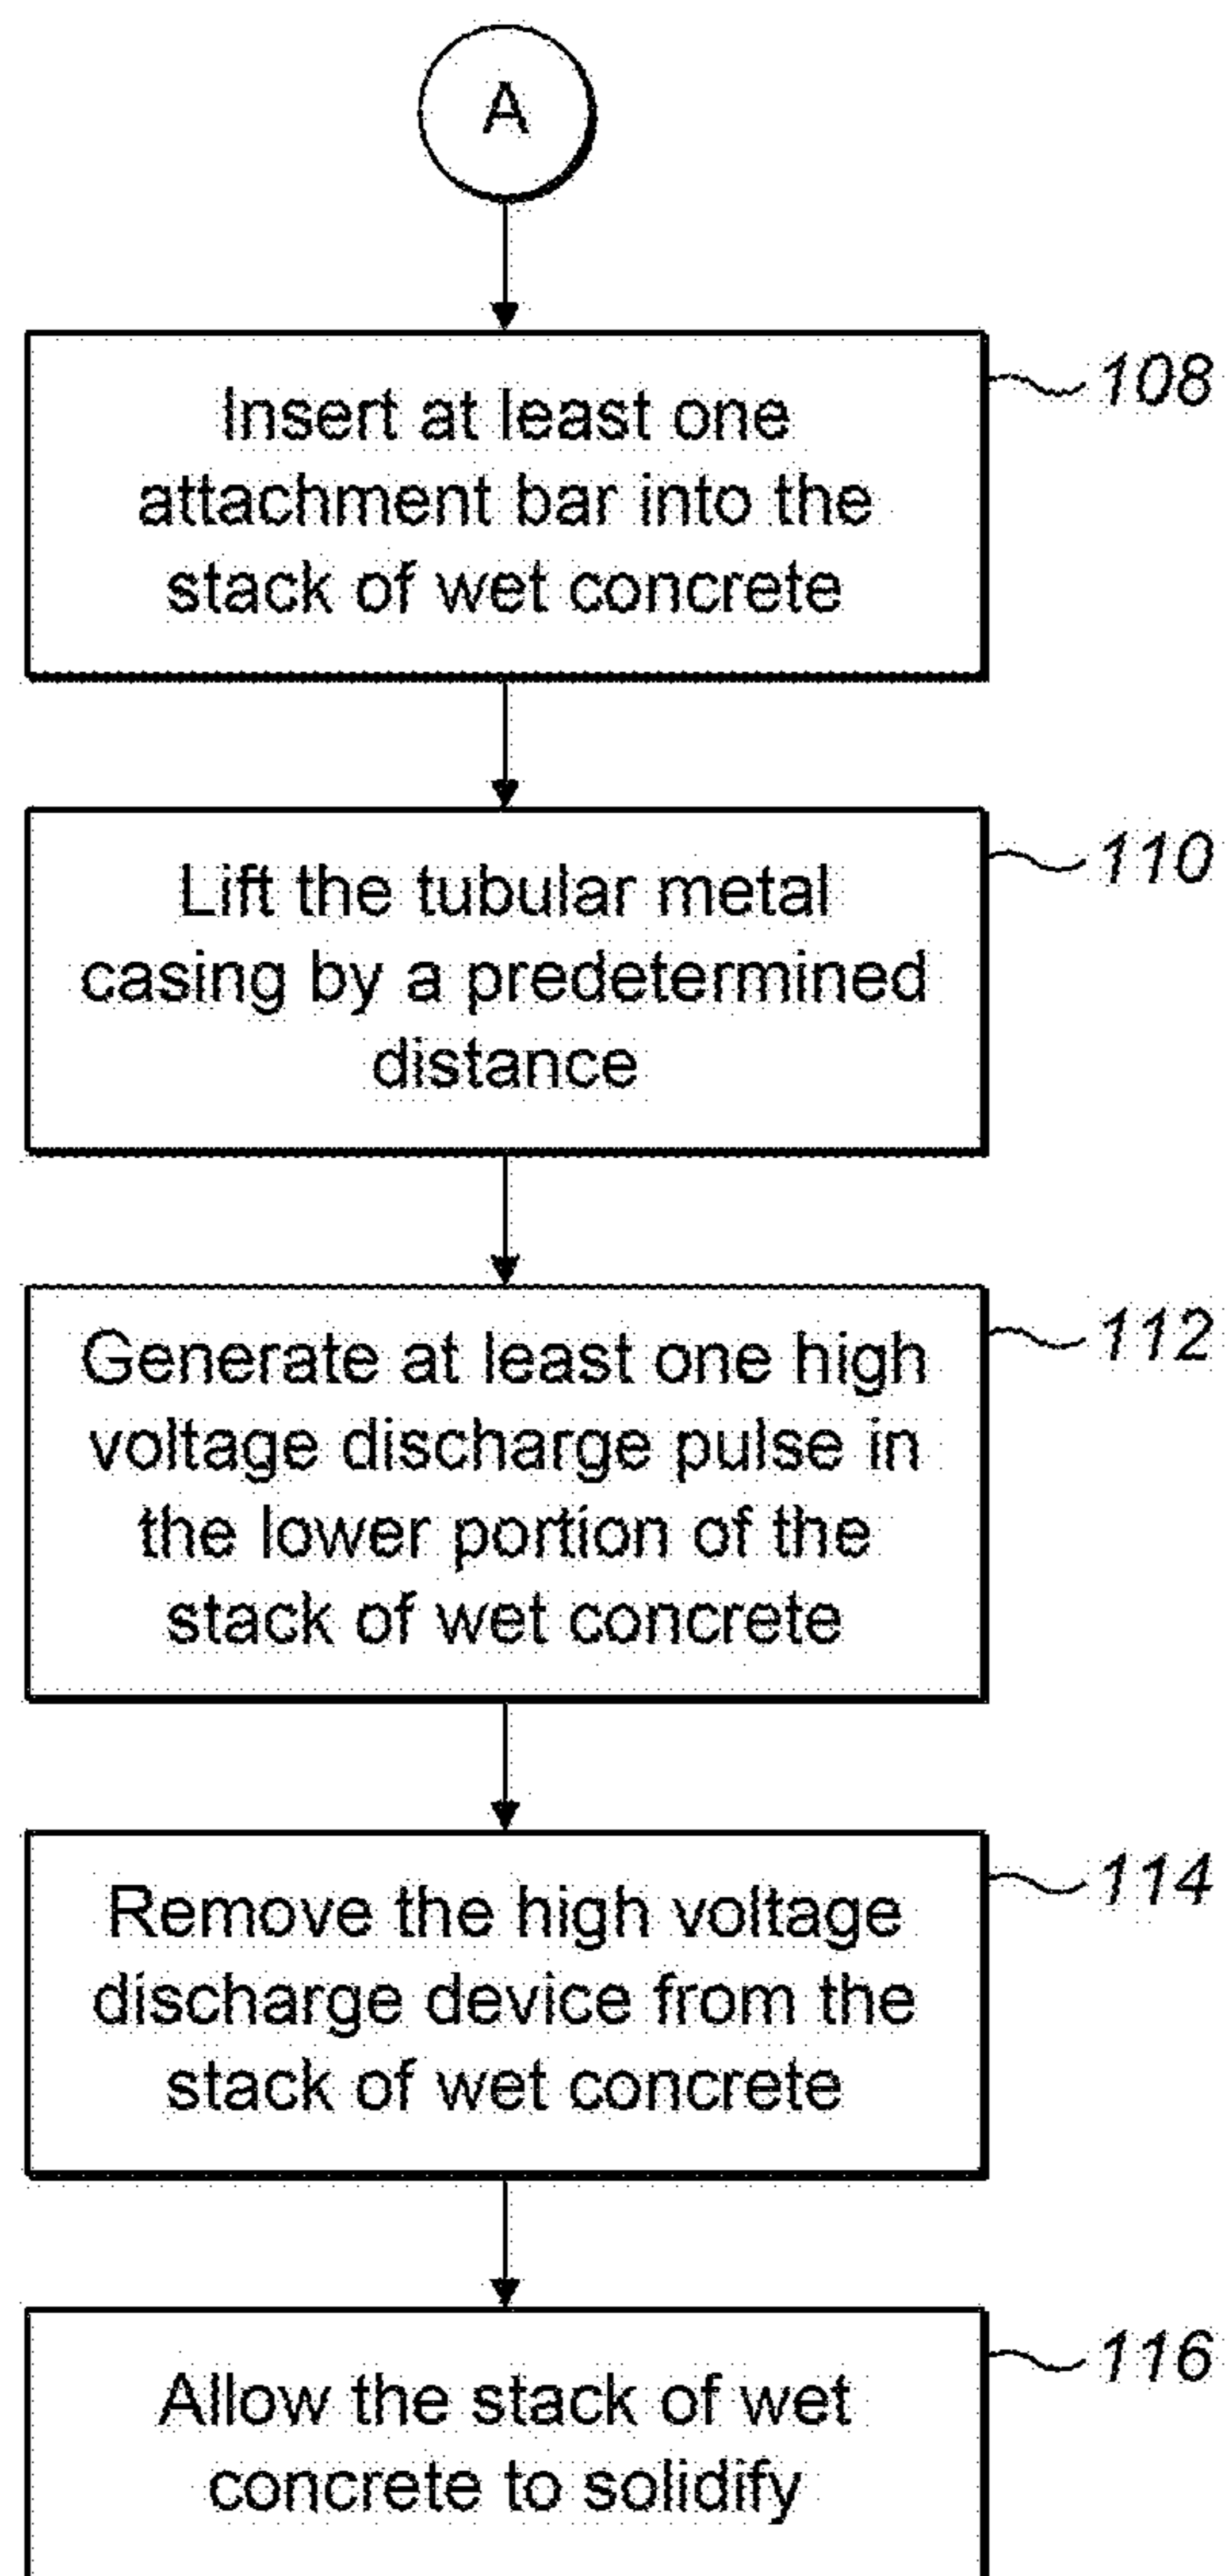 A
Insert at least one
attachment bar into the
stack of wet concrete
108
Lift the tubular metal
casing by a predetermined
distance
110
Generate at least one high
voltage discharge pulse in
the lower portion of the
stack of wet concrete
112
Remove the high voltage
discharge device from the
stack of wet concrete
114
Allow the stack of wet
concrete to solidify
116